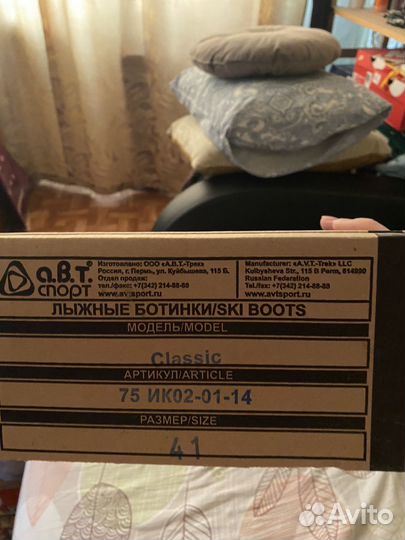 а.в.т.
спорт
Изготовлено: ООО «А.В.Т.-Трек»
Россия, г. Пермь, ул. Куйбышева, 115 Б.
Отдел продаж:
тел./факс: +7(342) 214-88-88
www.avtsport.ru
Manufacturer: «A.V.T.-Trek» LLC
Kuibysheva Str., 115 B Perm, 614990
Russian Federation
Tel./fax: +7(342) 214-88-88
www.avtsport.ru
ЛЫЖНЫЕ БОТИНКИ/SKI BOOTS
МОДЕЛЬ/MODEL
Classic
АРТИКУЛ/ARTICLE
75 ИК02-01-14
РАЗМЕР/SIZE
41
Avito